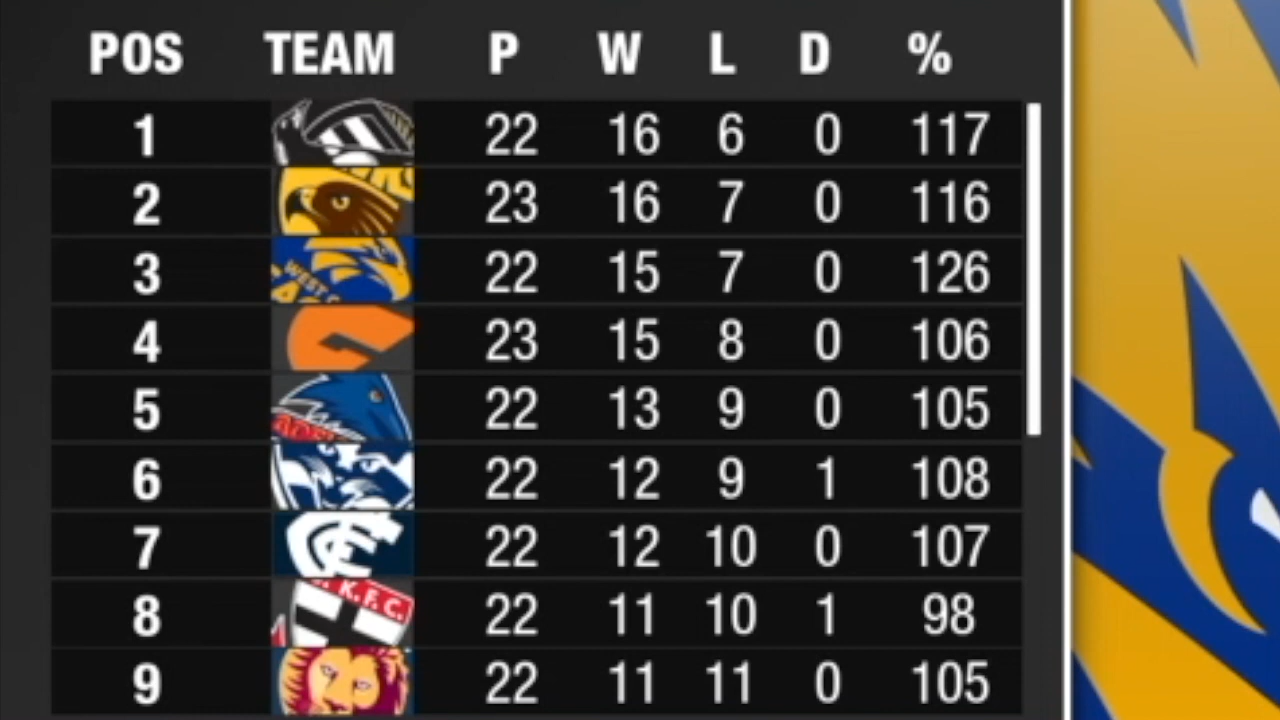 POS TEAM P W L D %
1 22 16 6 0 117
2 23 16 7 0 116
3 WEST 22 15 7 0 126
4 23 15 8 0 106
5 22 13 9 0 105
6 22 12 9 1 108
7 CFC 22 12 10 0 107
8 K.F.C. 22 11 10 1 98
9 22 11 11 0 105